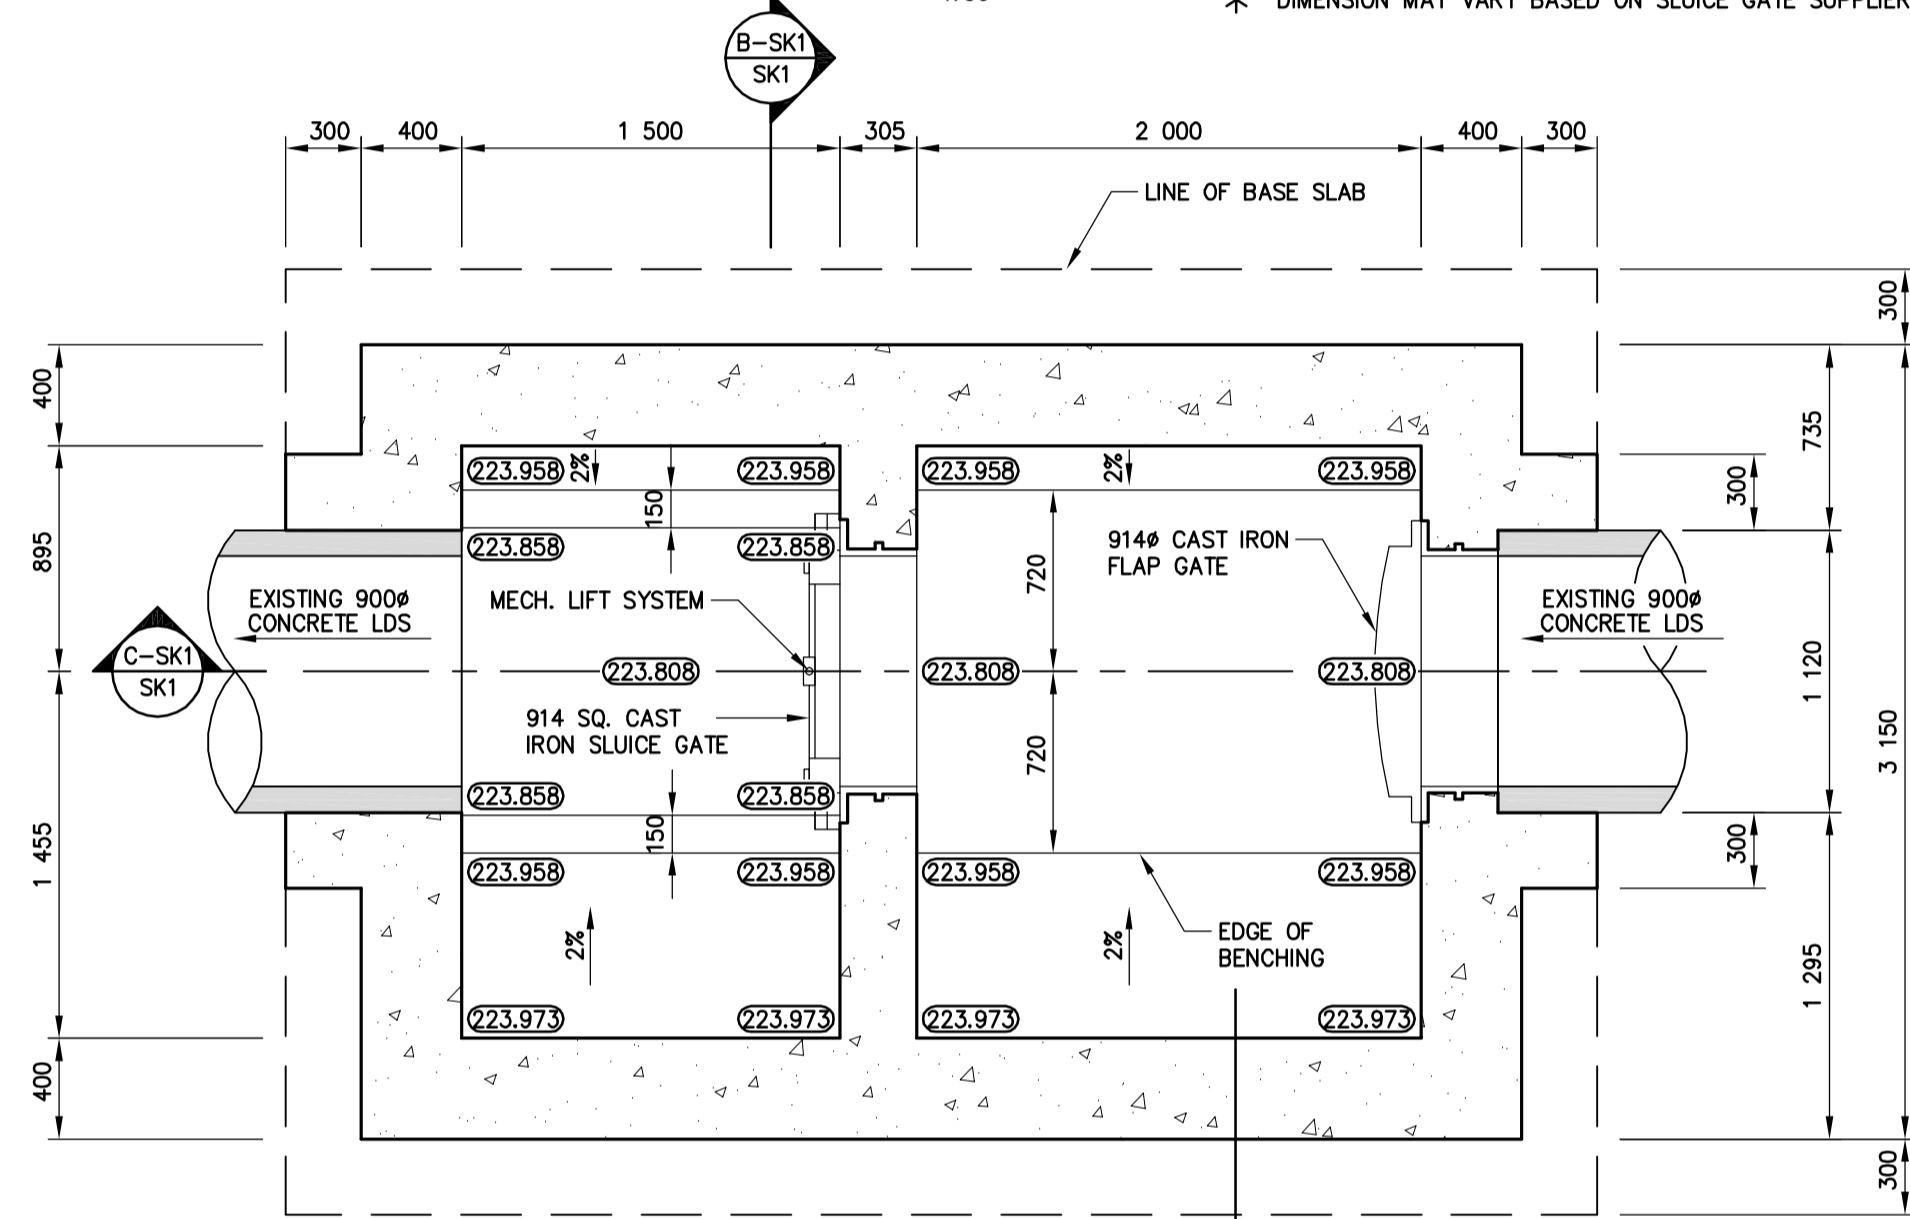 * DIMENSION MAY VARY BASED ON SLUICE GATE SUPPLIER
B-SK1
SK1
300 400 1 500 305 2 000 400 300
LINE OF BASE SLAB
300
400
735
223.958 2% 223.958 223.958 2% 223.958
300
150
895
223.858 223.858
914ø CAST IRON
FLAP GATE
720
EXISTING 900ø
CONCRETE LDS
MECH. LIFT SYSTEM
EXISTING 900ø
CONCRETE LDS
C-SK1
SK1
223.808 223.808 223.808
1 120
3 150
914 SQ. CAST
IRON SLUICE GATE
720
223.858 223.858
150
300
1 455
223.958 223.958 223.958 223.958
2% 2%
EDGE OF
BENCHING
1 295
223.973 223.973 223.973 223.973
400
300